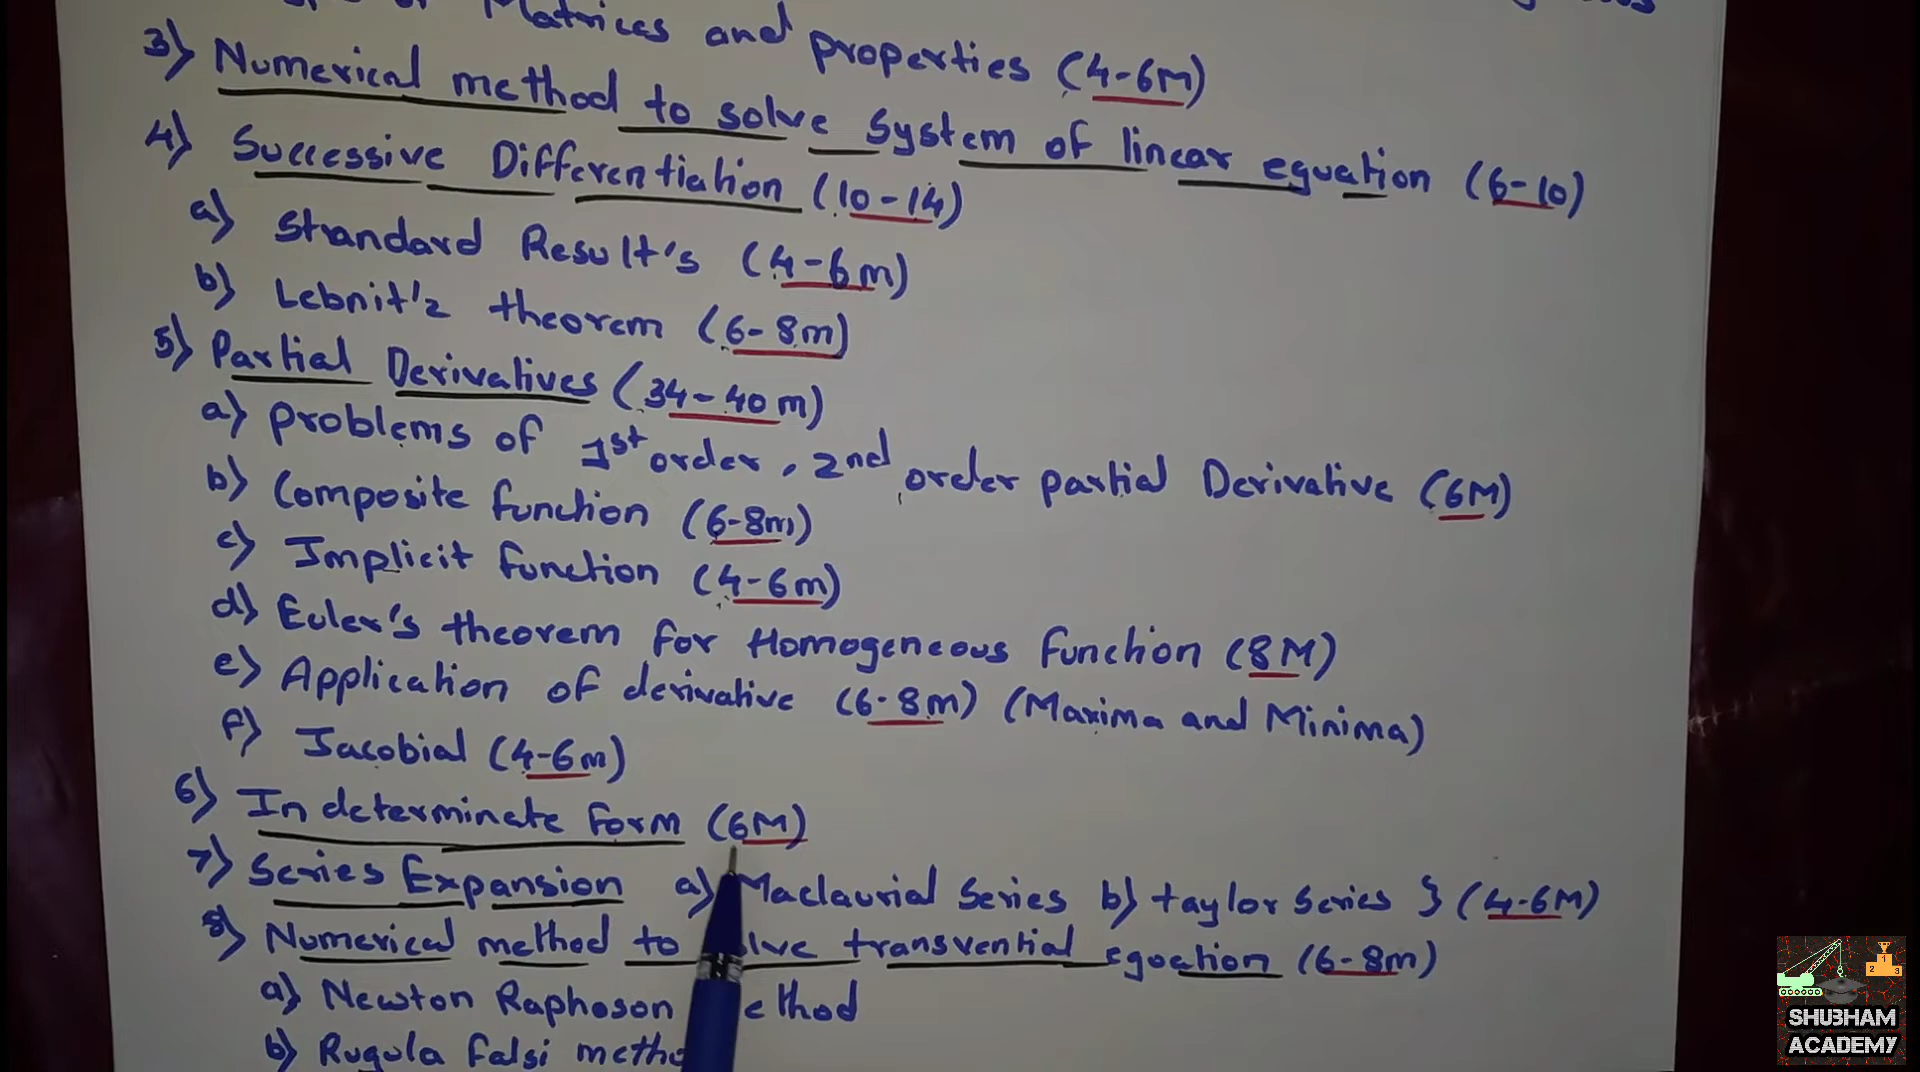 Matrices and properties (4-6M)
3) Numerical method to solve system of linear equation (6-10)
4) Successive Differentiation (10-14)
a) Standard Result's (4-6m)
b) Lebnit'z theorem (6-8m)
5) Partial Derivatives (34-40m)
a) Problems of 1st order, 2nd order partial Derivative (6M)
b) Composite function (6-8m)
c) Implicit function (4-6m)
d) Euler's theorem for Homogeneous function (8M)
e) Application of derivative (6-8m) (Maxima and Minima)
f) Jacobial (4-6m)
6) Indeterminate form (6M)
7) Series Expansion a) Maclaurial Series b) taylor series } (4-6M)
8) Numerical method to lve transvential egoation (6-8m)
a) Newton Raphoson ethod
b) Rugula falsi metho
SHUBHAM
ACADEMY